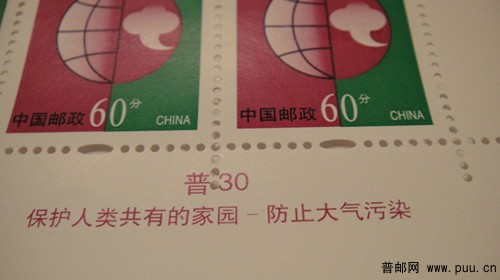 中国邮政 60分 CHINA
中国邮政 60分 CHINA
普30
保护人类共有的家园－防止大气污染
普邮网 www.puu.cn